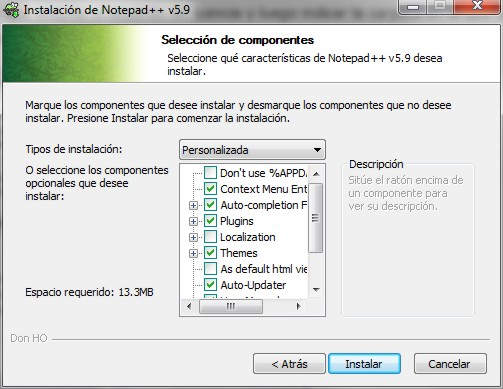 Instalación de Notepad++ v5.9
Selección de componentes
Seleccione qué características de Notepad++ v5.9 desea
instalar.
Marque los componentes que desee instalar y desmarque los componentes que no desee
instalar. Presione Instalar para comenzar la instalación.
Tipos de instalación:
Personalizada
O seleccione los componentes
opcionales que desee
instalar:
Don't use %APPD
Context Menu Ent
Auto-completion F
Plugins
Localization
Themes
As default html vie
Auto-Updater
Descripción
Sitúe el ratón encima de
un componente para
ver su descripción.
Espacio requerido: 13.3MB
Don HO
< Atrás
Instalar
Cancelar